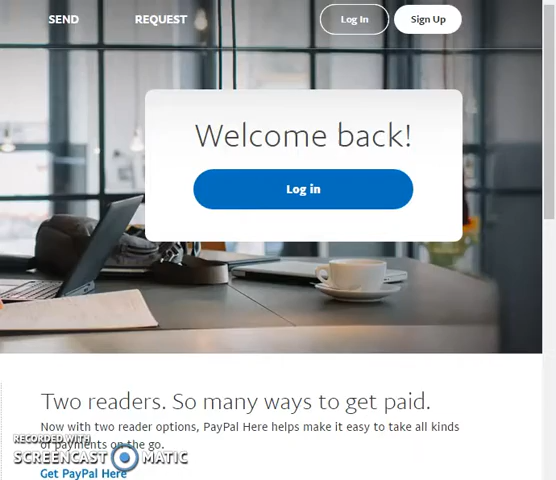 SEND REQUEST Log In Sign Up
Welcome back!
Log in
Two readers. So many ways to get paid.
Now with two reader options, PayPal Here helps make it easy to take all kinds
of payments on the go.
RECORDED WITH
SCREENCAST MATIC
Get PayPal Here